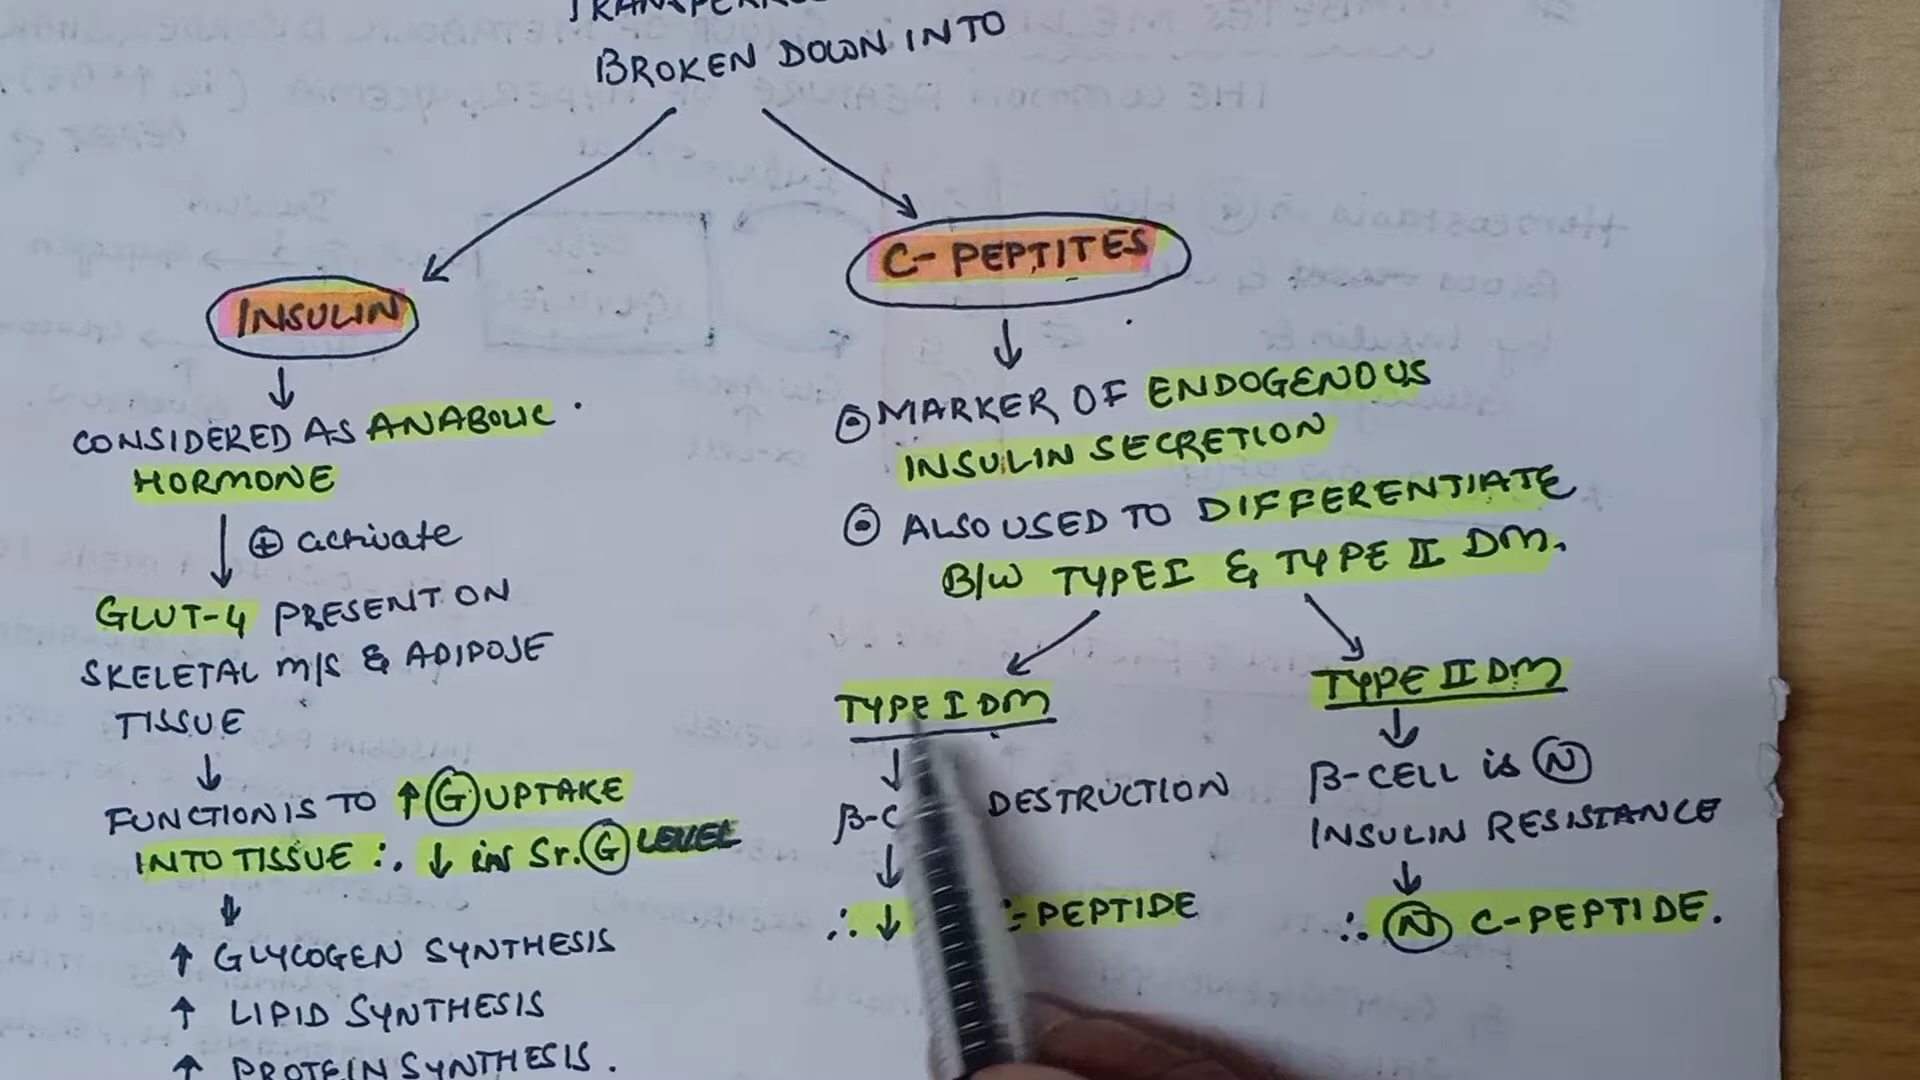 BROKEN DOWN INTO
INSULIN
CONSIDERED AS ANABOLIC
HORMONE
⊕ activate
GLUT-4 PRESENT ON
SKELETAL M/S & ADIPOSE
TISSUE
FUNCTION IS TO ↑ Ⓖ UPTAKE
INTO TISSUE ∴ ↓ in Sr. Ⓖ LEVEL
↑ GLYCOGEN SYNTHESIS
↑ LIPID SYNTHESIS
↑ PROTEIN SYNTHESIS.
C-PEPTITES
⊙ MARKER OF ENDOGENOUS
INSULIN SECRETION
⊙ ALSO USED TO DIFFERENTIATE
B/W TYPE I & TYPE II DM.
TYPE I DM
β-C DESTRUCTION
∴ ↓ -PEPTIDE
TYPE II DM
β-CELL is Ⓝ
INSULIN RESISTANCE
∴ Ⓝ C-PEPTIDE.